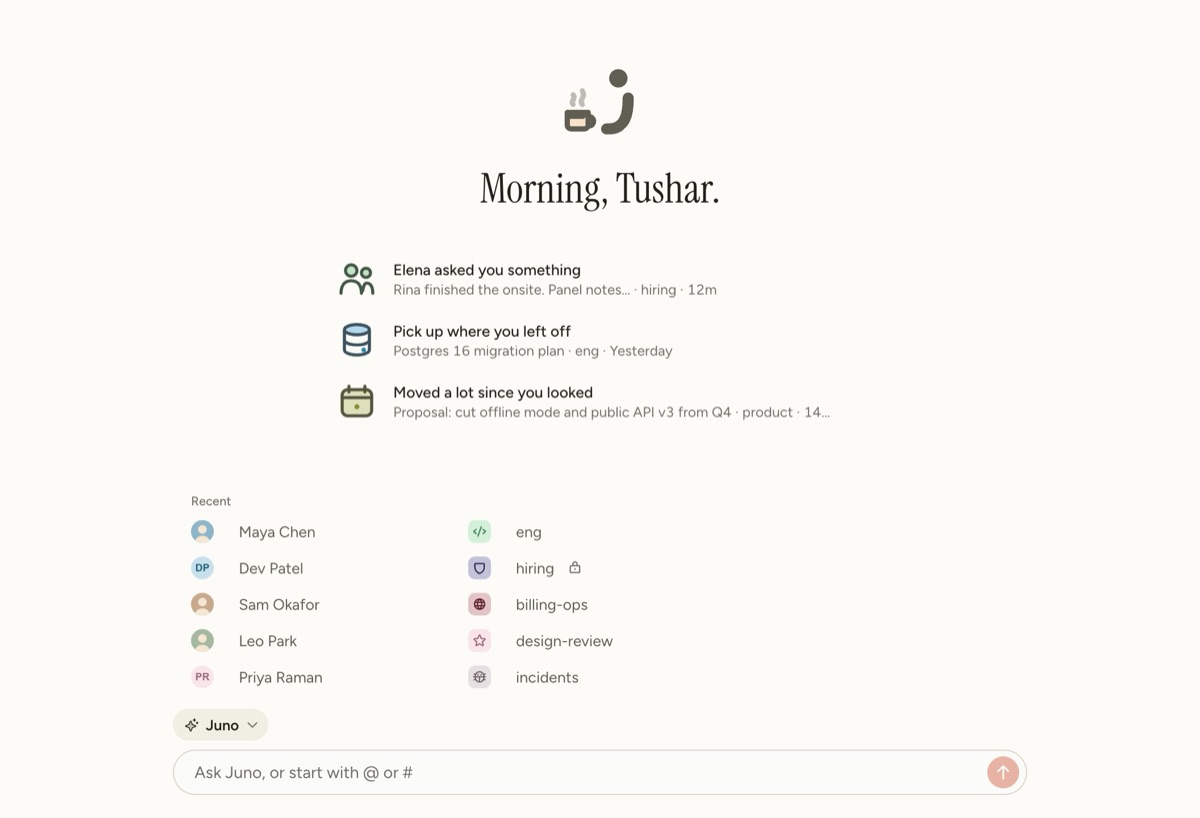 Morning, Tushar.
Elena asked you something
Rina finished the onsite. Panel notes... · hiring · 12m
Pick up where you left off
Postgres 16 migration plan · eng · Yesterday
Moved a lot since you looked
Proposal: cut offline mode and public API v3 from Q4 · product · 14...
Recent
Maya Chen
DP Dev Patel
Sam Okafor
Leo Park
PR Priya Raman
</> eng
hiring
billing-ops
design-review
incidents
Juno
Ask Juno, or start with @ or #